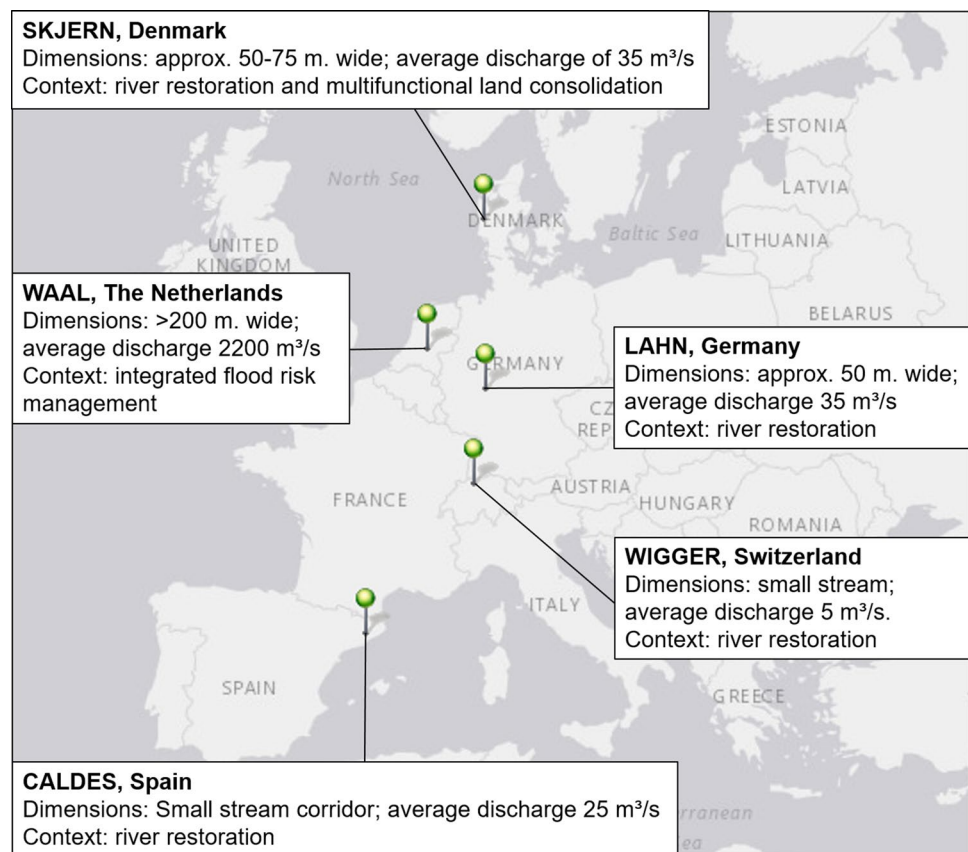 SKJERN, Denmark
Dimensions: approx. 50-75 m. wide; average discharge of 35 m³/s
Context: river restoration and multifunctional land consolidation
ESTONIA
North Sea
LATVIA
DENMARK
Baltic Sea
LITHUANIA
UNITED
KINGDOM
WAAL, The Netherlands
Dimensions: >200 m. wide;
average discharge 2200 m³/s
Context: integrated flood risk
management
BELARUS
GERMANY
LAHN, Germany
Dimensions: approx. 50 m. wide;
average discharge 35 m³/s
Context: river restoration
CZ
REP
FRANCE
AUSTRIA
HUNGARY
ROMANIA
WIGGER, Switzerland
Dimensions: small stream;
average discharge 5 m³/s.
Context: river restoration
ITALY
SPAIN
GREECE
CALDES, Spain
Dimensions: Small stream corridor; average discharge 25 m³/s
Context: river restoration
rranean
ea